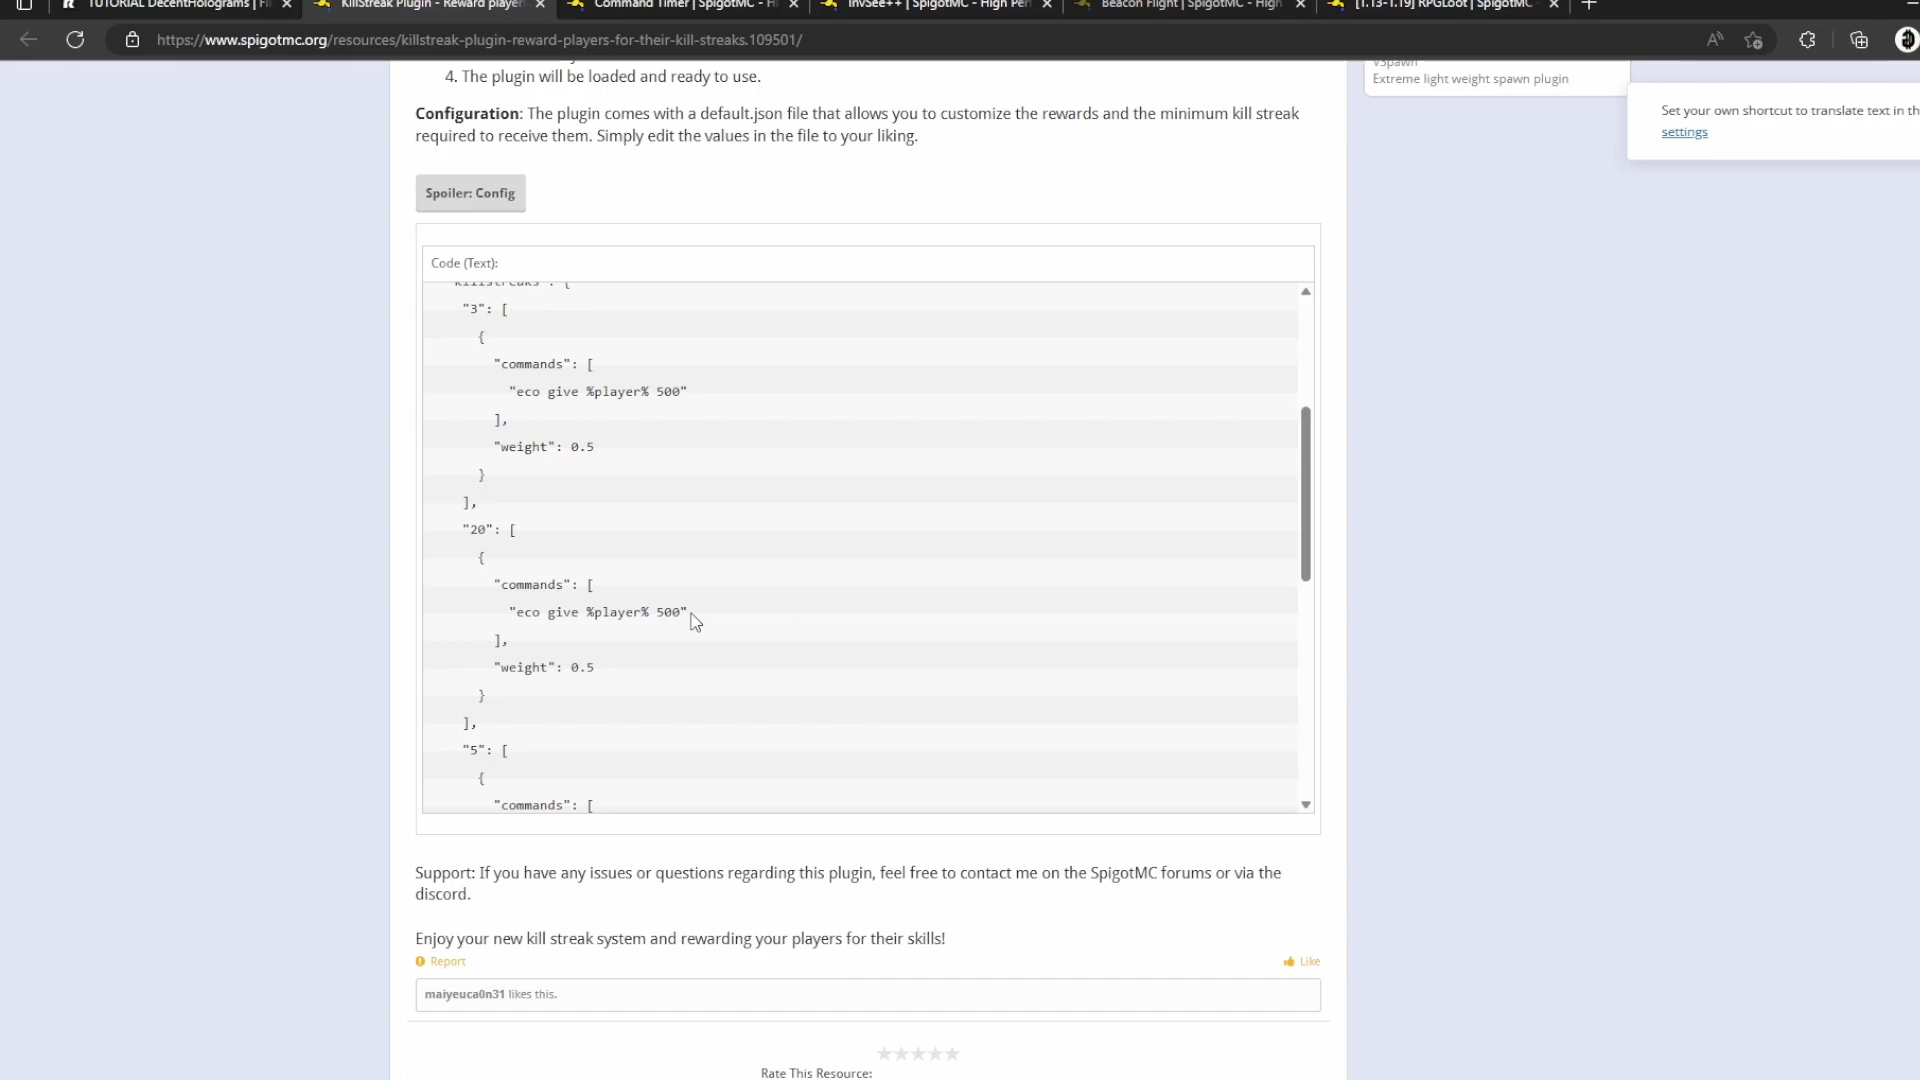 TUTORIAL DecentHolograms | Fi
KillStreak Plugin - Reward player
Command Timer | SpigotMC - Hi
InvSee++ | SpigotMC - High Per
Beacon Flight | SpigotMC - High
[1.13-1.19] RPGLoot | SpigotMC -
https://www.spigotmc.org/resources/killstreak-plugin-reward-players-for-their-kill-streaks.109501/
4. The plugin will be loaded and ready to use.
Configuration: The plugin comes with a default.json file that allows you to customize the rewards and the minimum kill streak
required to receive them. Simply edit the values in the file to your liking.
Spoiler: Config
Code (Text):
"killstreaks": {
"3": [
{
"commands": [
"eco give %player% 500"
],
"weight": 0.5
}
],
"20": [
{
"commands": [
"eco give %player% 500"
],
"weight": 0.5
}
],
"5": [
{
"commands": [
Support: If you have any issues or questions regarding this plugin, feel free to contact me on the SpigotMC forums or via the
discord.
Enjoy your new kill streak system and rewarding your players for their skills!
Report
Like
maiyeuca0n31 likes this.
Rate This Resource:
vSpawn
Extreme light weight spawn plugin
Set your own shortcut to translate text in th
settings